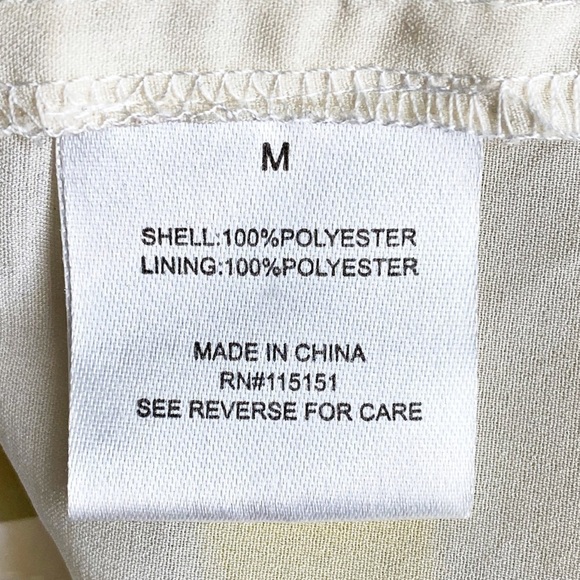 M
SHELL:100%POLYESTER
LINING:100%POLYESTER
MADE IN CHINA
RN#115151
SEE REVERSE FOR CARE